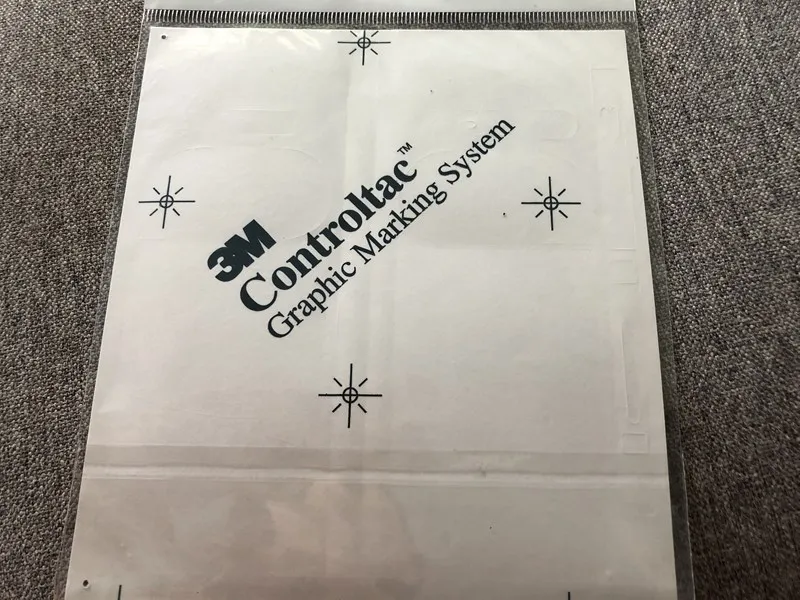 3M
Controltac™
Graphic Marking System